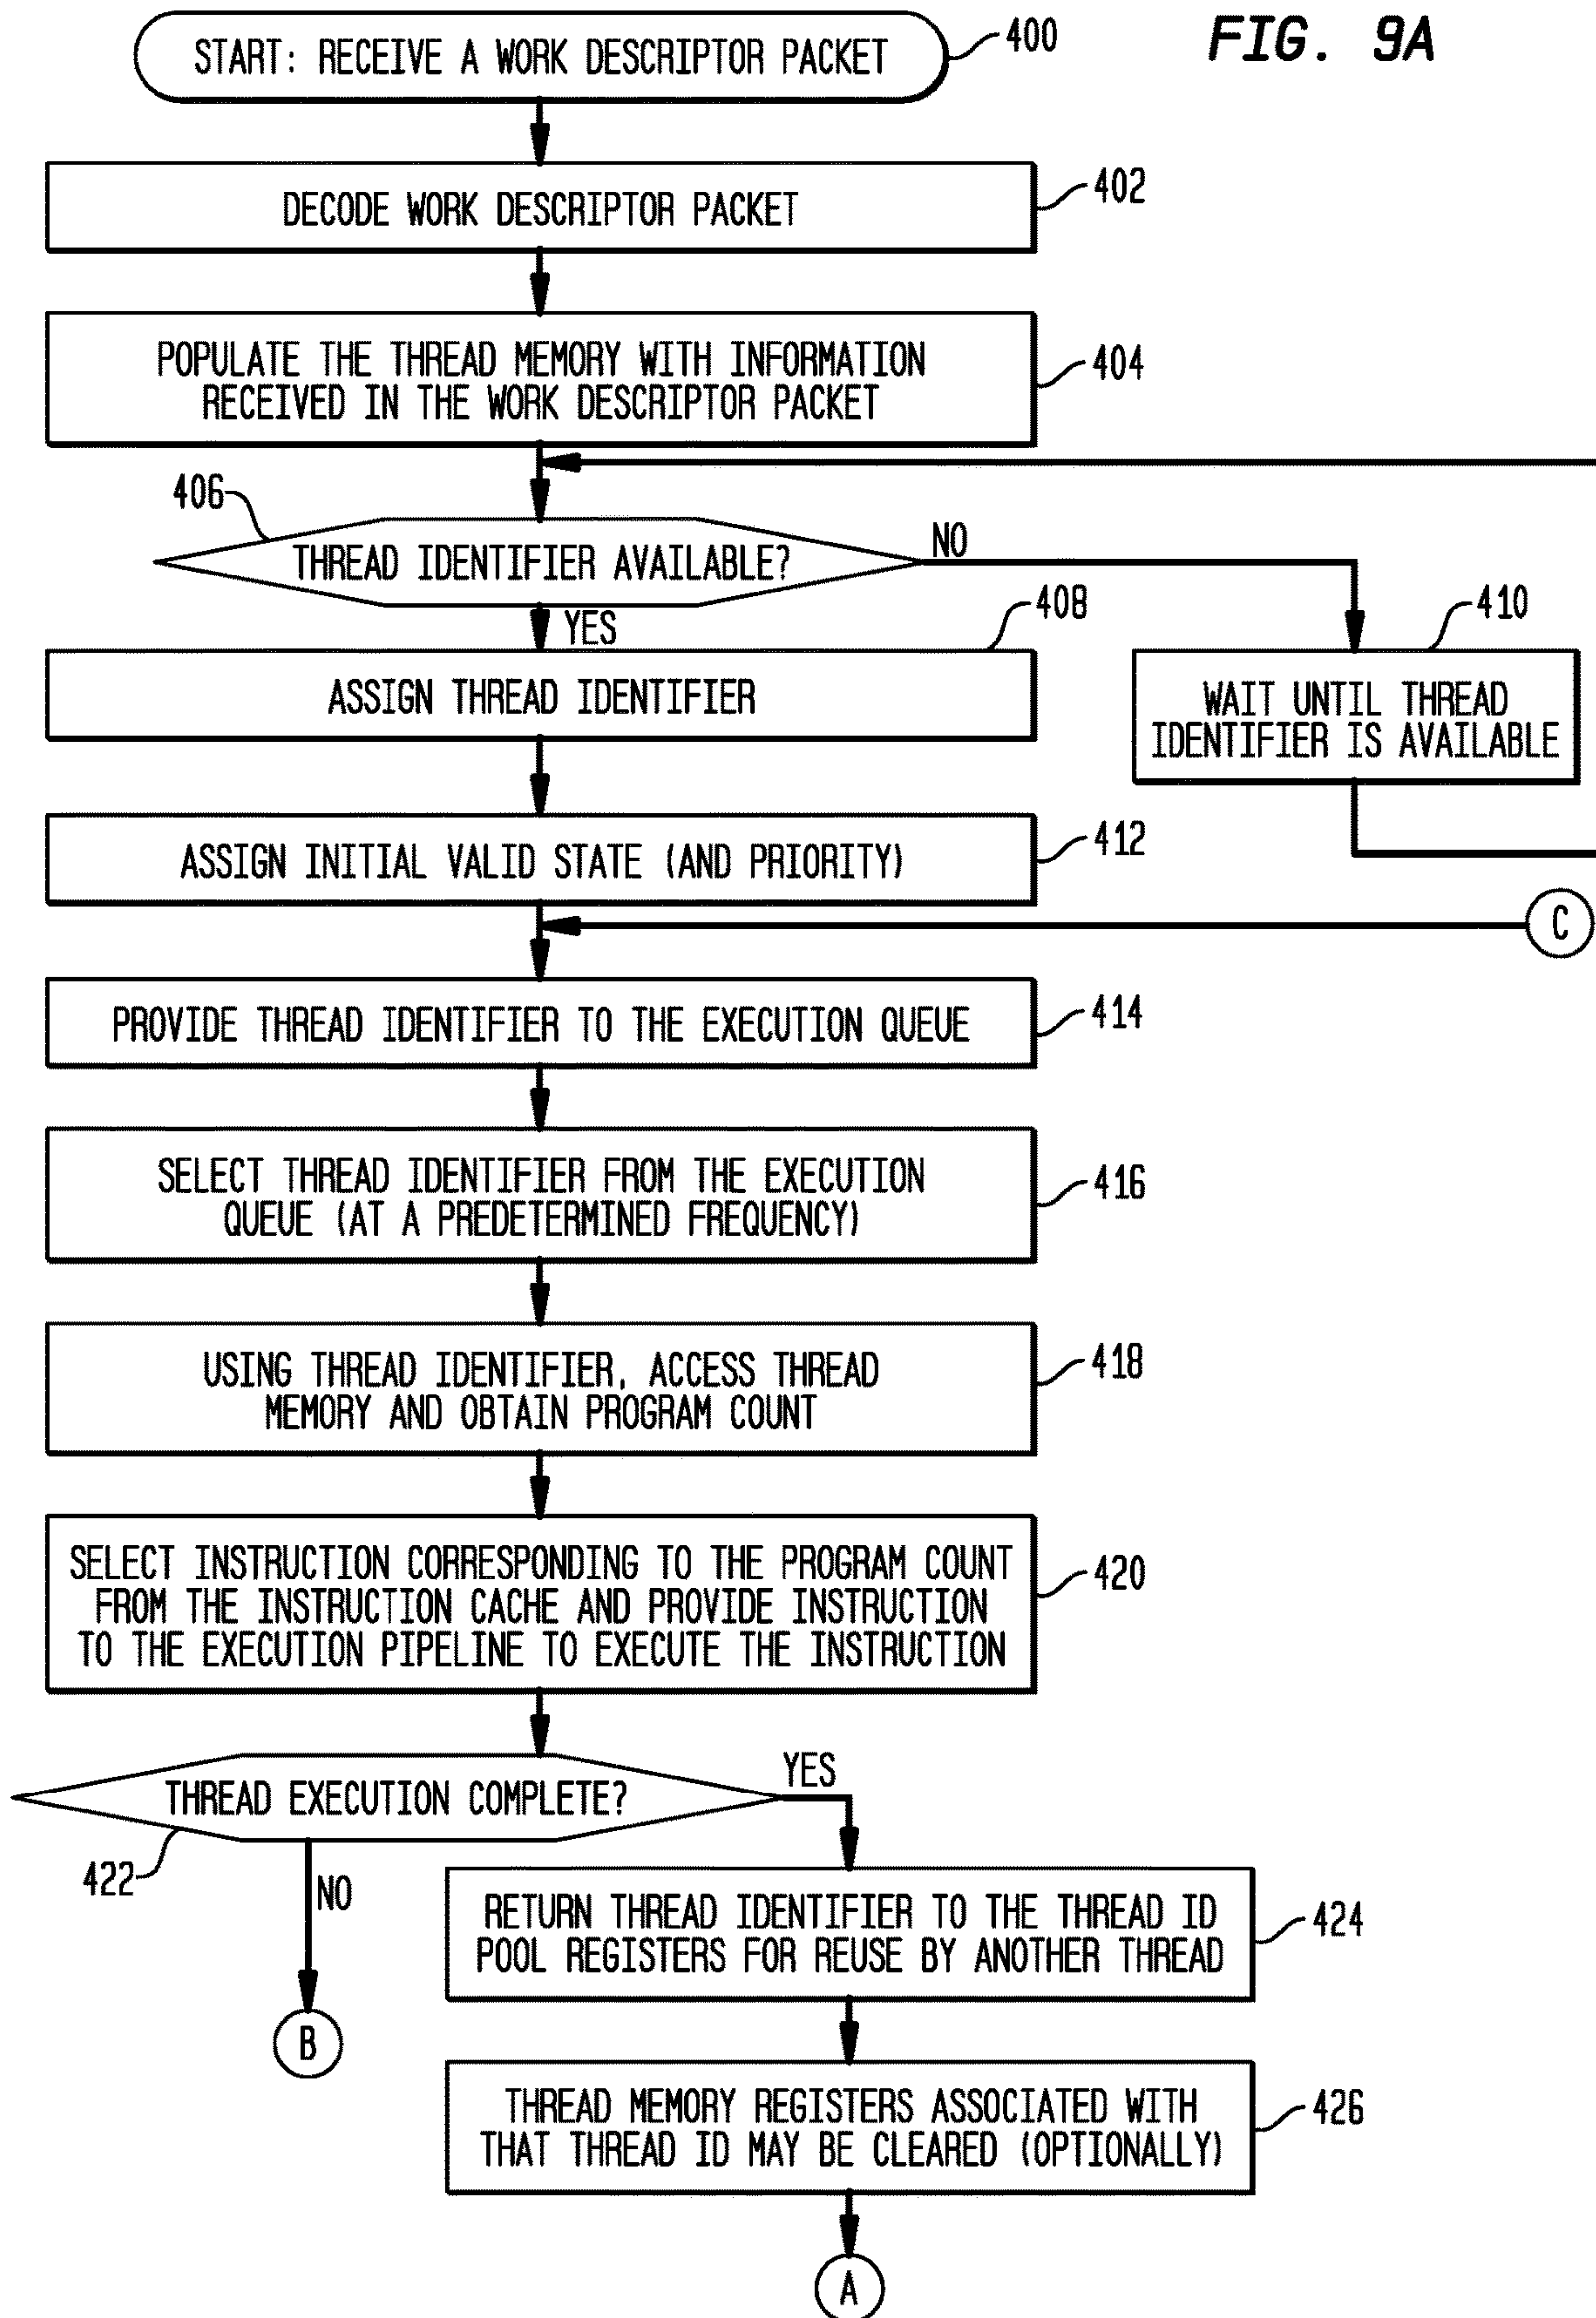 FIG. 9A
START: RECEIVE A WORK DESCRIPTOR PACKET
400
DECODE WORK DESCRIPTOR PACKET
402
POPULATE THE THREAD MEMORY WITH INFORMATION
RECEIVED IN THE WORK DESCRIPTOR PACKET
404
406
THREAD IDENTIFIER AVAILABLE?
NO
YES
408
ASSIGN THREAD IDENTIFIER
410
WAIT UNTIL THREAD
IDENTIFIER IS AVAILABLE
ASSIGN INITIAL VALID STATE (AND PRIORITY)
412
C
PROVIDE THREAD IDENTIFIER TO THE EXECUTION QUEUE
414
SELECT THREAD IDENTIFIER FROM THE EXECUTION
QUEUE (AT A PREDETERMINED FREQUENCY)
416
USING THREAD IDENTIFIER, ACCESS THREAD
MEMORY AND OBTAIN PROGRAM COUNT
418
SELECT INSTRUCTION CORRESPONDING TO THE PROGRAM COUNT
FROM THE INSTRUCTION CACHE AND PROVIDE INSTRUCTION
TO THE EXECUTION PIPELINE TO EXECUTE THE INSTRUCTION
420
THREAD EXECUTION COMPLETE?
YES
422
NO
RETURN THREAD IDENTIFIER TO THE THREAD ID
POOL REGISTERS FOR REUSE BY ANOTHER THREAD
424
B
THREAD MEMORY REGISTERS ASSOCIATED WITH
THAT THREAD ID MAY BE CLEARED (OPTIONALLY)
426
A